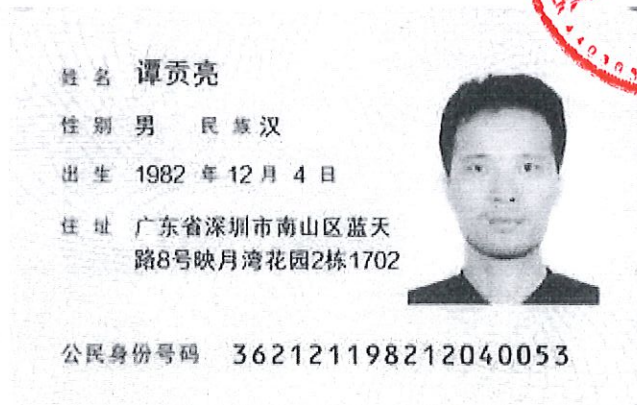 姓名 谭贡亮
性别 男 民族 汉
出生 1982 年 12 月 4 日
住址 广东省深圳市南山区蓝天
路8号映月湾花园2栋1702
公民身份号码 362121198212040053